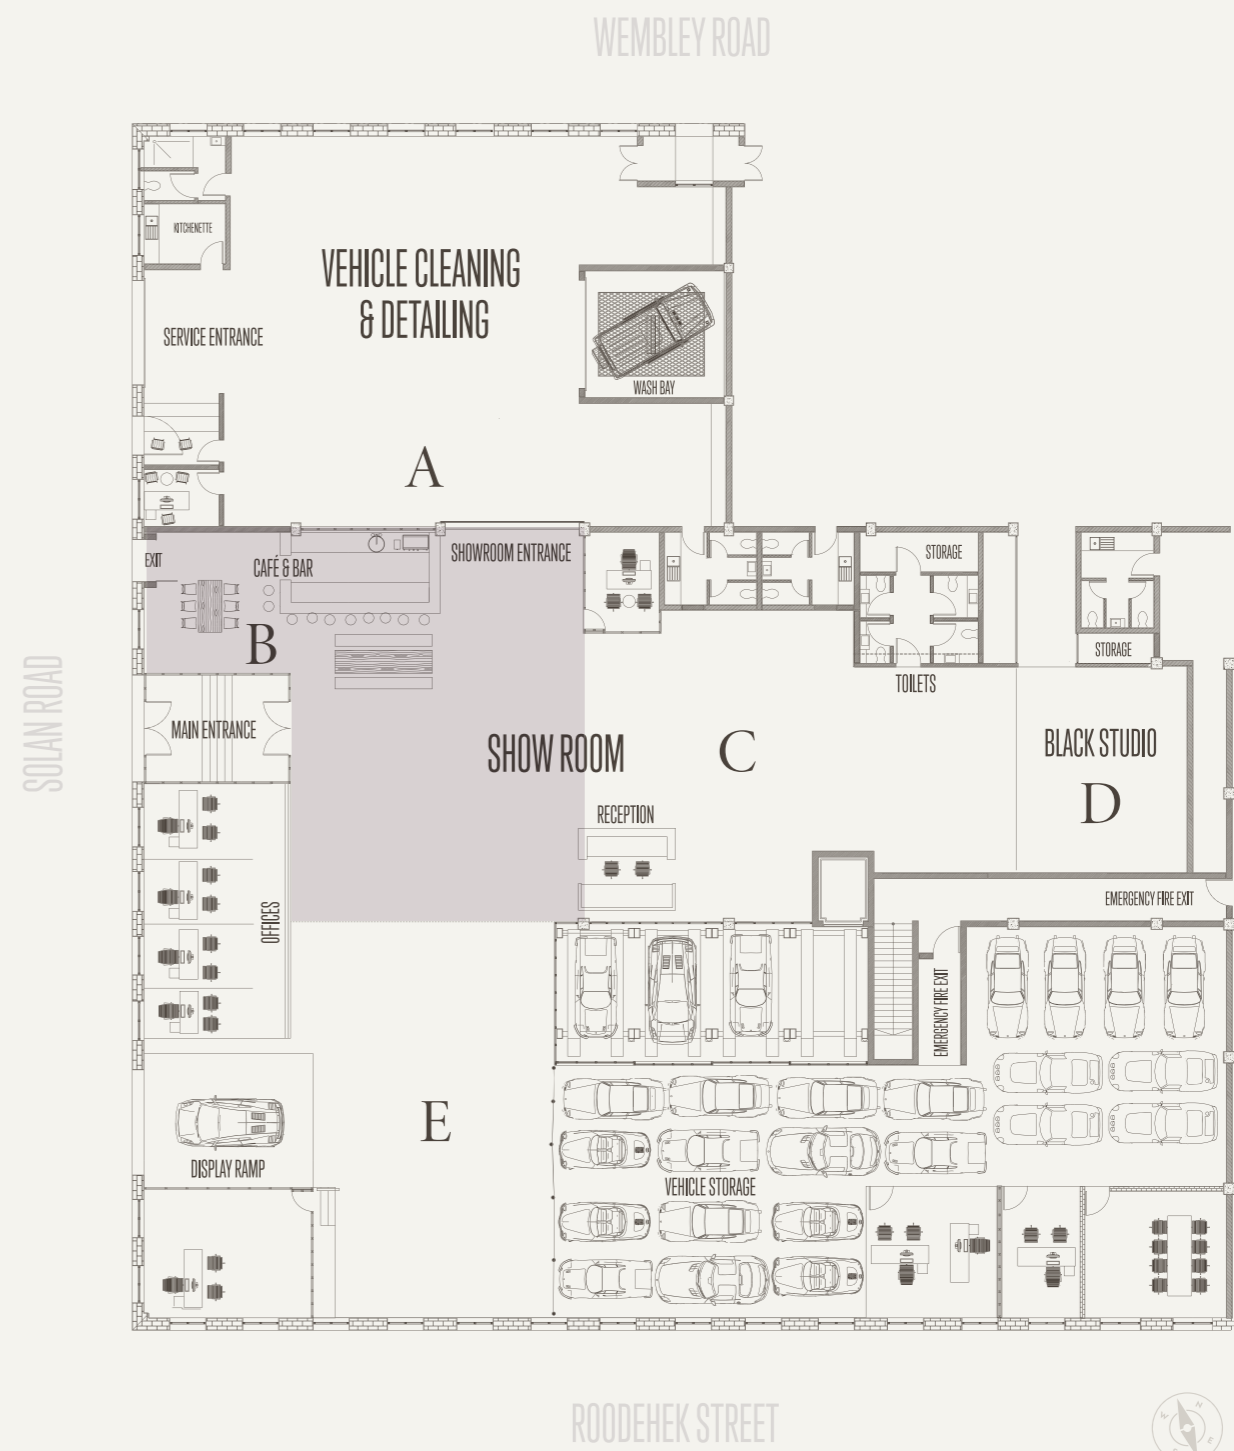 WEMBLEY ROAD
KITCHENETTE
VEHICLE CLEANING
& DETAILING
SERVICE ENTRANCE
WASH BAY
A
EXIT
CAFÉ & BAR
SHOWROOM ENTRANCE
STORAGE
B
STORAGE
TOILETS
SOLAN ROAD
MAIN ENTRANCE
SHOW ROOM
C
BLACK STUDIO
D
RECEPTION
OFFICES
EMERGENCY FIRE EXIT
EMERGENCY FIRE EXIT
E
DISPLAY RAMP
VEHICLE STORAGE
ROODEHEK STREET
N
W
E